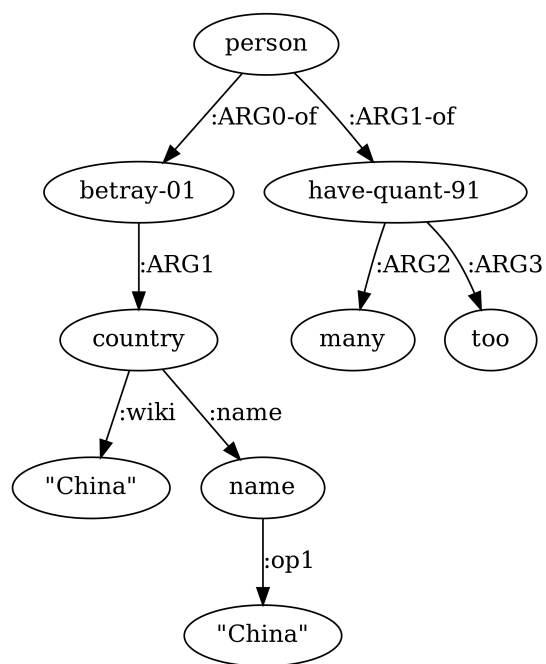 person
:ARG0-of :ARG1-of
betray-01 have-quant-91
:ARG1 :ARG2 :ARG3
country many too
:wiki :name
"China" name
:op1
"China"